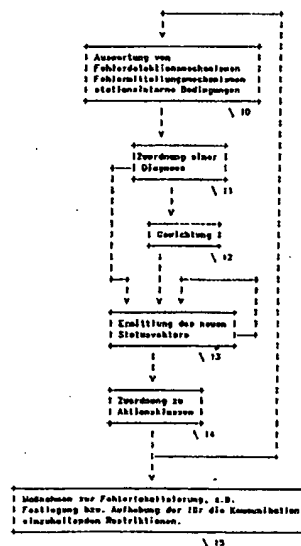 Auswertung von
Fehlerdetektionsmechanismen
Fehlermitteilungsmechanismen
stationsinterne Bedingungen
10
Zuordnung einer
Diagnose
11
Gewichtung
12
Ermittlung des neuen
Statusvektors
13
Zuordnung zu
Aktionsklassen
14
Maßnahmen zur Fehlerlokalisierung, z.B.
Festlegung bzw. Aufhebung der für die Kommunikation
einzuhaltenden Restriktionen.
15